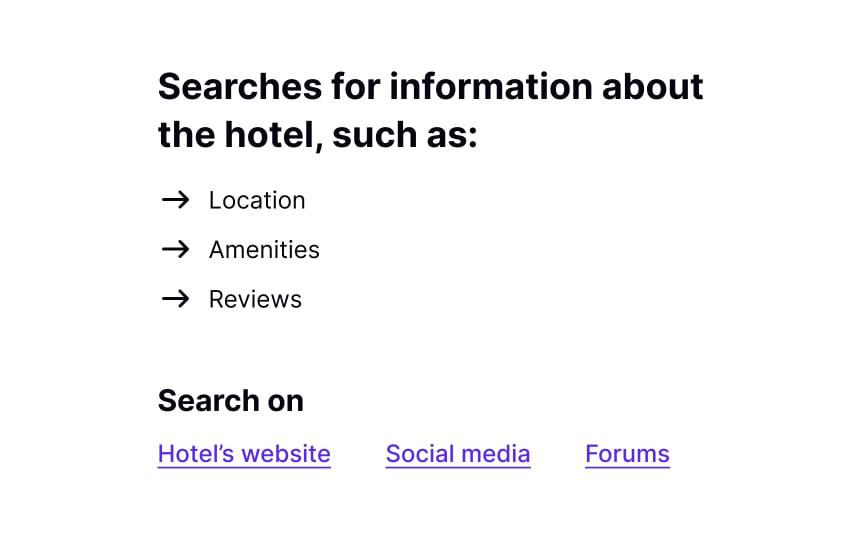 Searches for information about
the hotel, such as:
→ Location
→ Amenities
→ Reviews
Search on
Hotel’s website Social media Forums